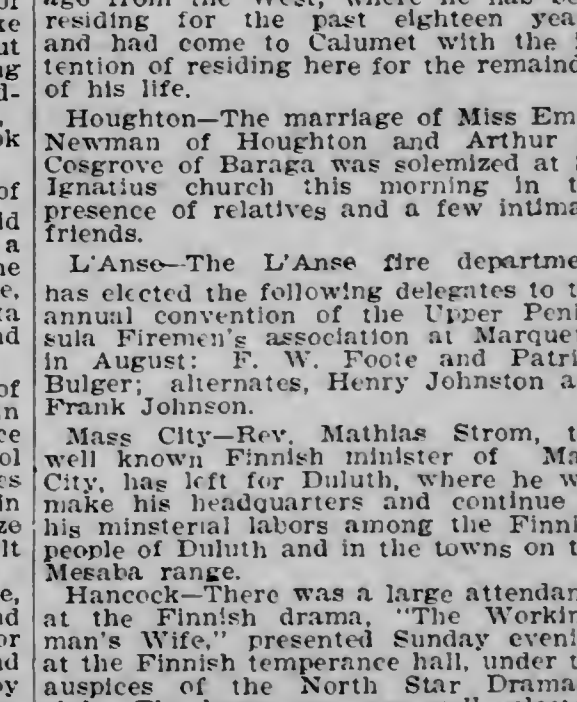 residing for the past eighteen yea
and had come to Calumet with the
tention of residing here for the remaind
of his life.
Houghton—The marriage of Miss Em
Newman of Houghton and Arthur
Cosgrove of Baraga was solemized at
Ignatius church this morning in t
presence of relatives and a few intima
friends.
L'Anse—The L'Anse fire departme
has elected the following delegates to t
annual convention of the Upper Peni
sula Firemen's association at Marque
in August: F. W. Foote and Patri
Bulger; alternates, Henry Johnston a
Frank Johnson.
Mass City—Rev. Mathias Strom, t
well known Finnish minister of Ma
City, has left for Duluth, where he w
make his headquarters and continue
his minsterial labors among the Finni
people of Duluth and in the towns on t
Mesaba range.
Hancock—There was a large attendan
at the Finnish drama, "The Workin
man's Wife," presented Sunday eveni
at the Finnish temperance hall, under t
auspices of the North Star Drama